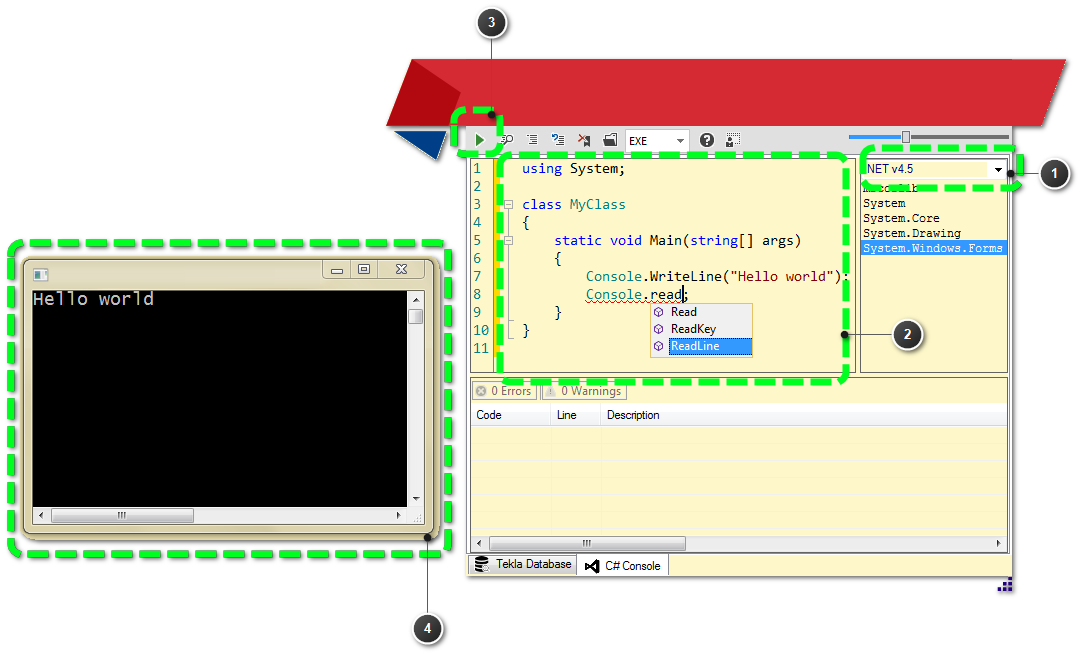 3
EXE
NET v4.5
1
1 using System;
2
3 class MyClass
4 {
5 static void Main(string[] args)
6 {
7 Console.WriteLine("Hello world");
8 Console.read;
9 }
10 }
11
Read
ReadKey
ReadLine
2
System
System.Core
System.Drawing
System.Windows.Forms
Hello world
0 Errors
0 Warnings
Code Line Description
Tekla Database
C# Console
4